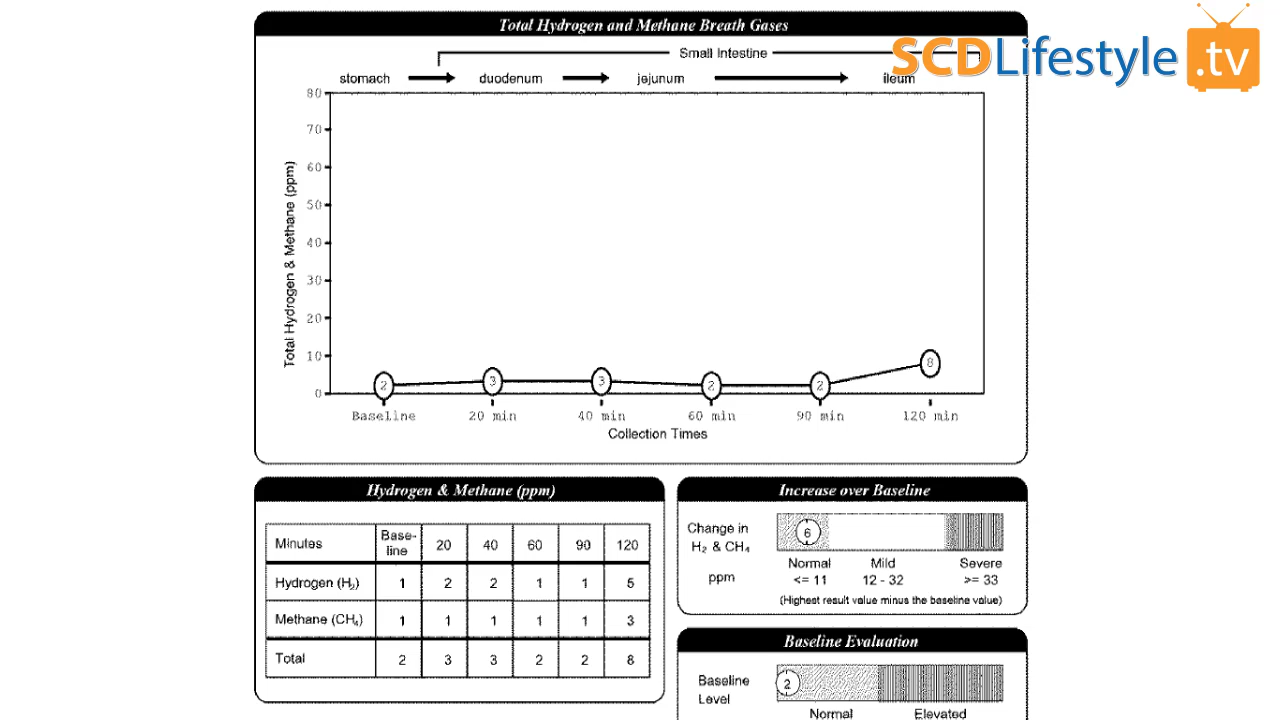 Total Hydrogen and Methane Breath Gases
Small Intestine
SCDLifestyle.tv
stomach duodenum jejunum ileum
Total Hydrogen & Methane (ppm)
80
70
60
50
40
30
20
10
0
2 3 3 2 2 8
Baseline 20 min 40 min 60 min 90 min 120 min
Collection Times
Hydrogen & Methane (ppm)
Minutes Base-line 20 40 60 90 120
Hydrogen (H₂) 1 2 2 1 1 5
Methane (CH₄) 1 1 1 1 1 3
Total 2 3 3 2 2 8
Increase over Baseline
Change in
H₂ & CH₄
ppm
6
Normal Mild Severe
<= 11 12 - 32 >= 33
(Highest result value minus the baseline value)
Baseline Evaluation
Baseline
Level
2
Normal Elevated